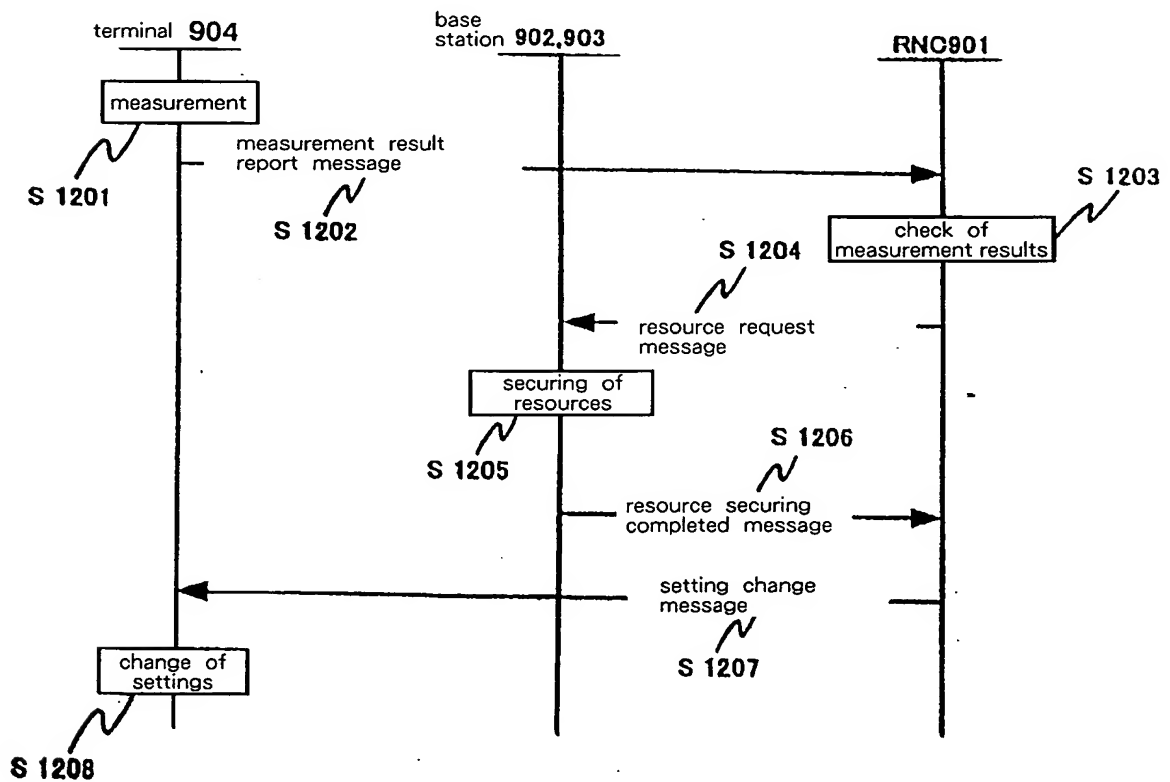 terminal 904
base
station 902,903
RNC901
measurement
S 1201
measurement result
report message
S 1202
S 1203
check of
measurement results
S 1204
resource request
message
securing of
resources
S 1205
S 1206
resource securing
completed message
setting change
message
S 1207
change of
settings
S 1208